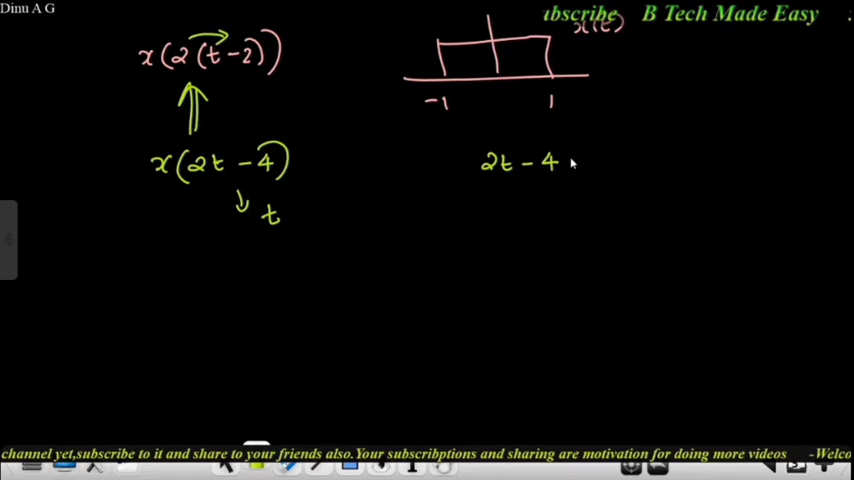 Dinu A G
ıbscribe B Tech Made Easy
x(t)
x(2(t-2))
-1 1
x(2t-4)
2t-4
t
channel yet,subscribe to it and share to your friends also.Your subscribptions and sharing are motivation for doing more videos -Welco